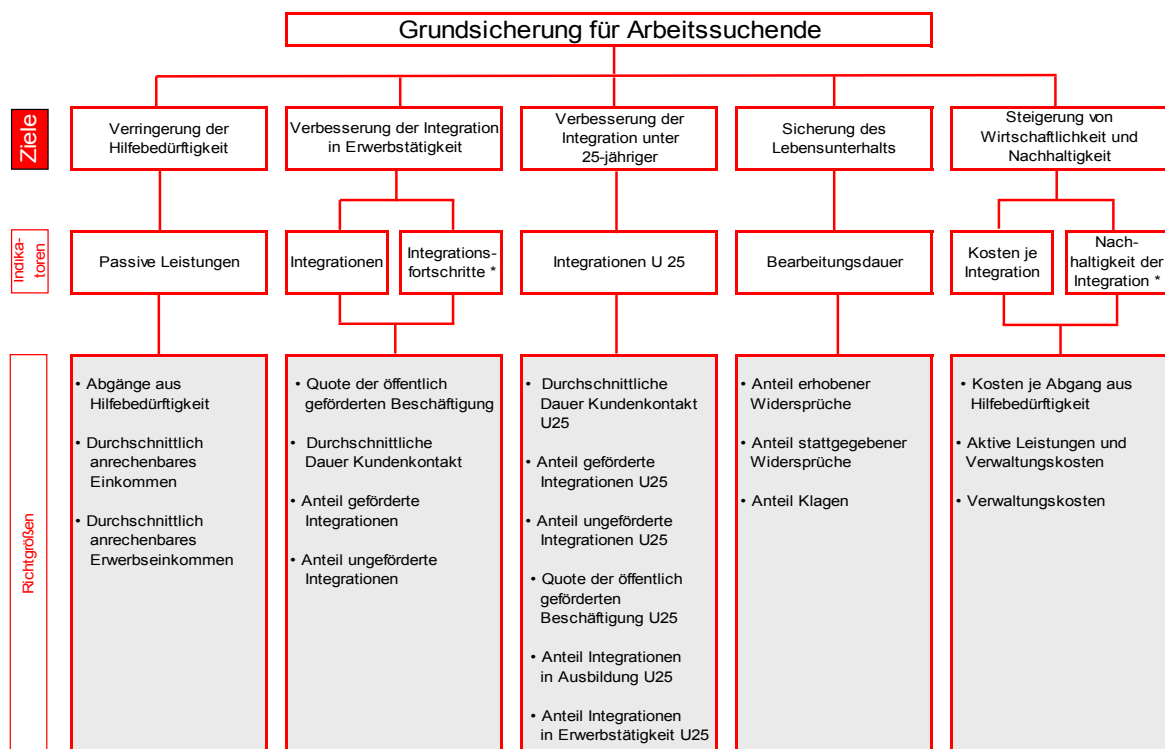 Grundsicherung für Arbeitssuchende
Ziele
Verringerung der
Hilfebedürftigkeit
Verbesserung der Integration
in Erwerbstätigkeit
Verbesserung der
Integration unter
25-jähriger
Sicherung des
Lebensunterhalts
Steigerung von
Wirtschaftlichkeit und
Nachhaltigkeit
Indika-
toren
Passive Leistungen
Integrationen
Integrations-
fortschritte *
Integrationen U 25
Bearbeitungsdauer
Kosten je
Integration
Nach-
haltigkeit der
Integration *
Richtgrößen
• Abgänge aus
Hilfebedürftigkeit
• Durchschnittlich
anrechenbares
Einkommen
• Durchschnittlich
anrechenbares
Erwerbseinkommen
• Quote der öffentlich
geförderten Beschäftigung
• Durchschnittliche
Dauer Kundenkontakt
• Anteil geförderte
Integrationen
• Anteil ungeförderte
Integrationen
• Durchschnittliche
Dauer Kundenkontakt
U25
• Anteil geförderte
Integrationen U25
• Anteil ungeförderte
Integrationen U25
• Quote der öffentlich
geförderten
Beschäftigung U25
• Anteil Integrationen
in Ausbildung U25
• Anteil Integrationen
in Erwerbstätigkeit U25
• Anteil erhobener
Widersprüche
• Anteil stattgegebener
Widersprüche
• Anteil Klagen
• Kosten je Abgang aus
Hilfebedürftigkeit
• Aktive Leistungen und
Verwaltungskosten
• Verwaltungskosten